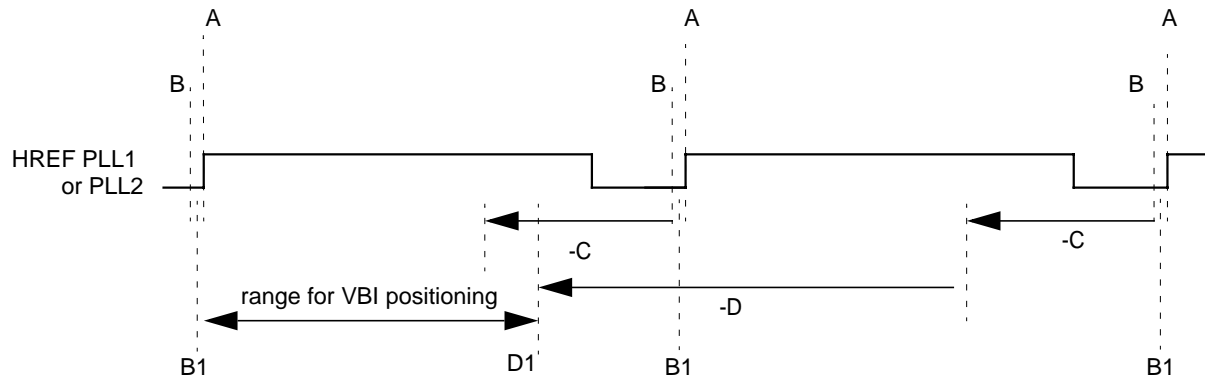 A A A
B B B
HREF PLL1
or PLL2
-C -C
range for VBI positioning -D
B1 D1 B1 B1